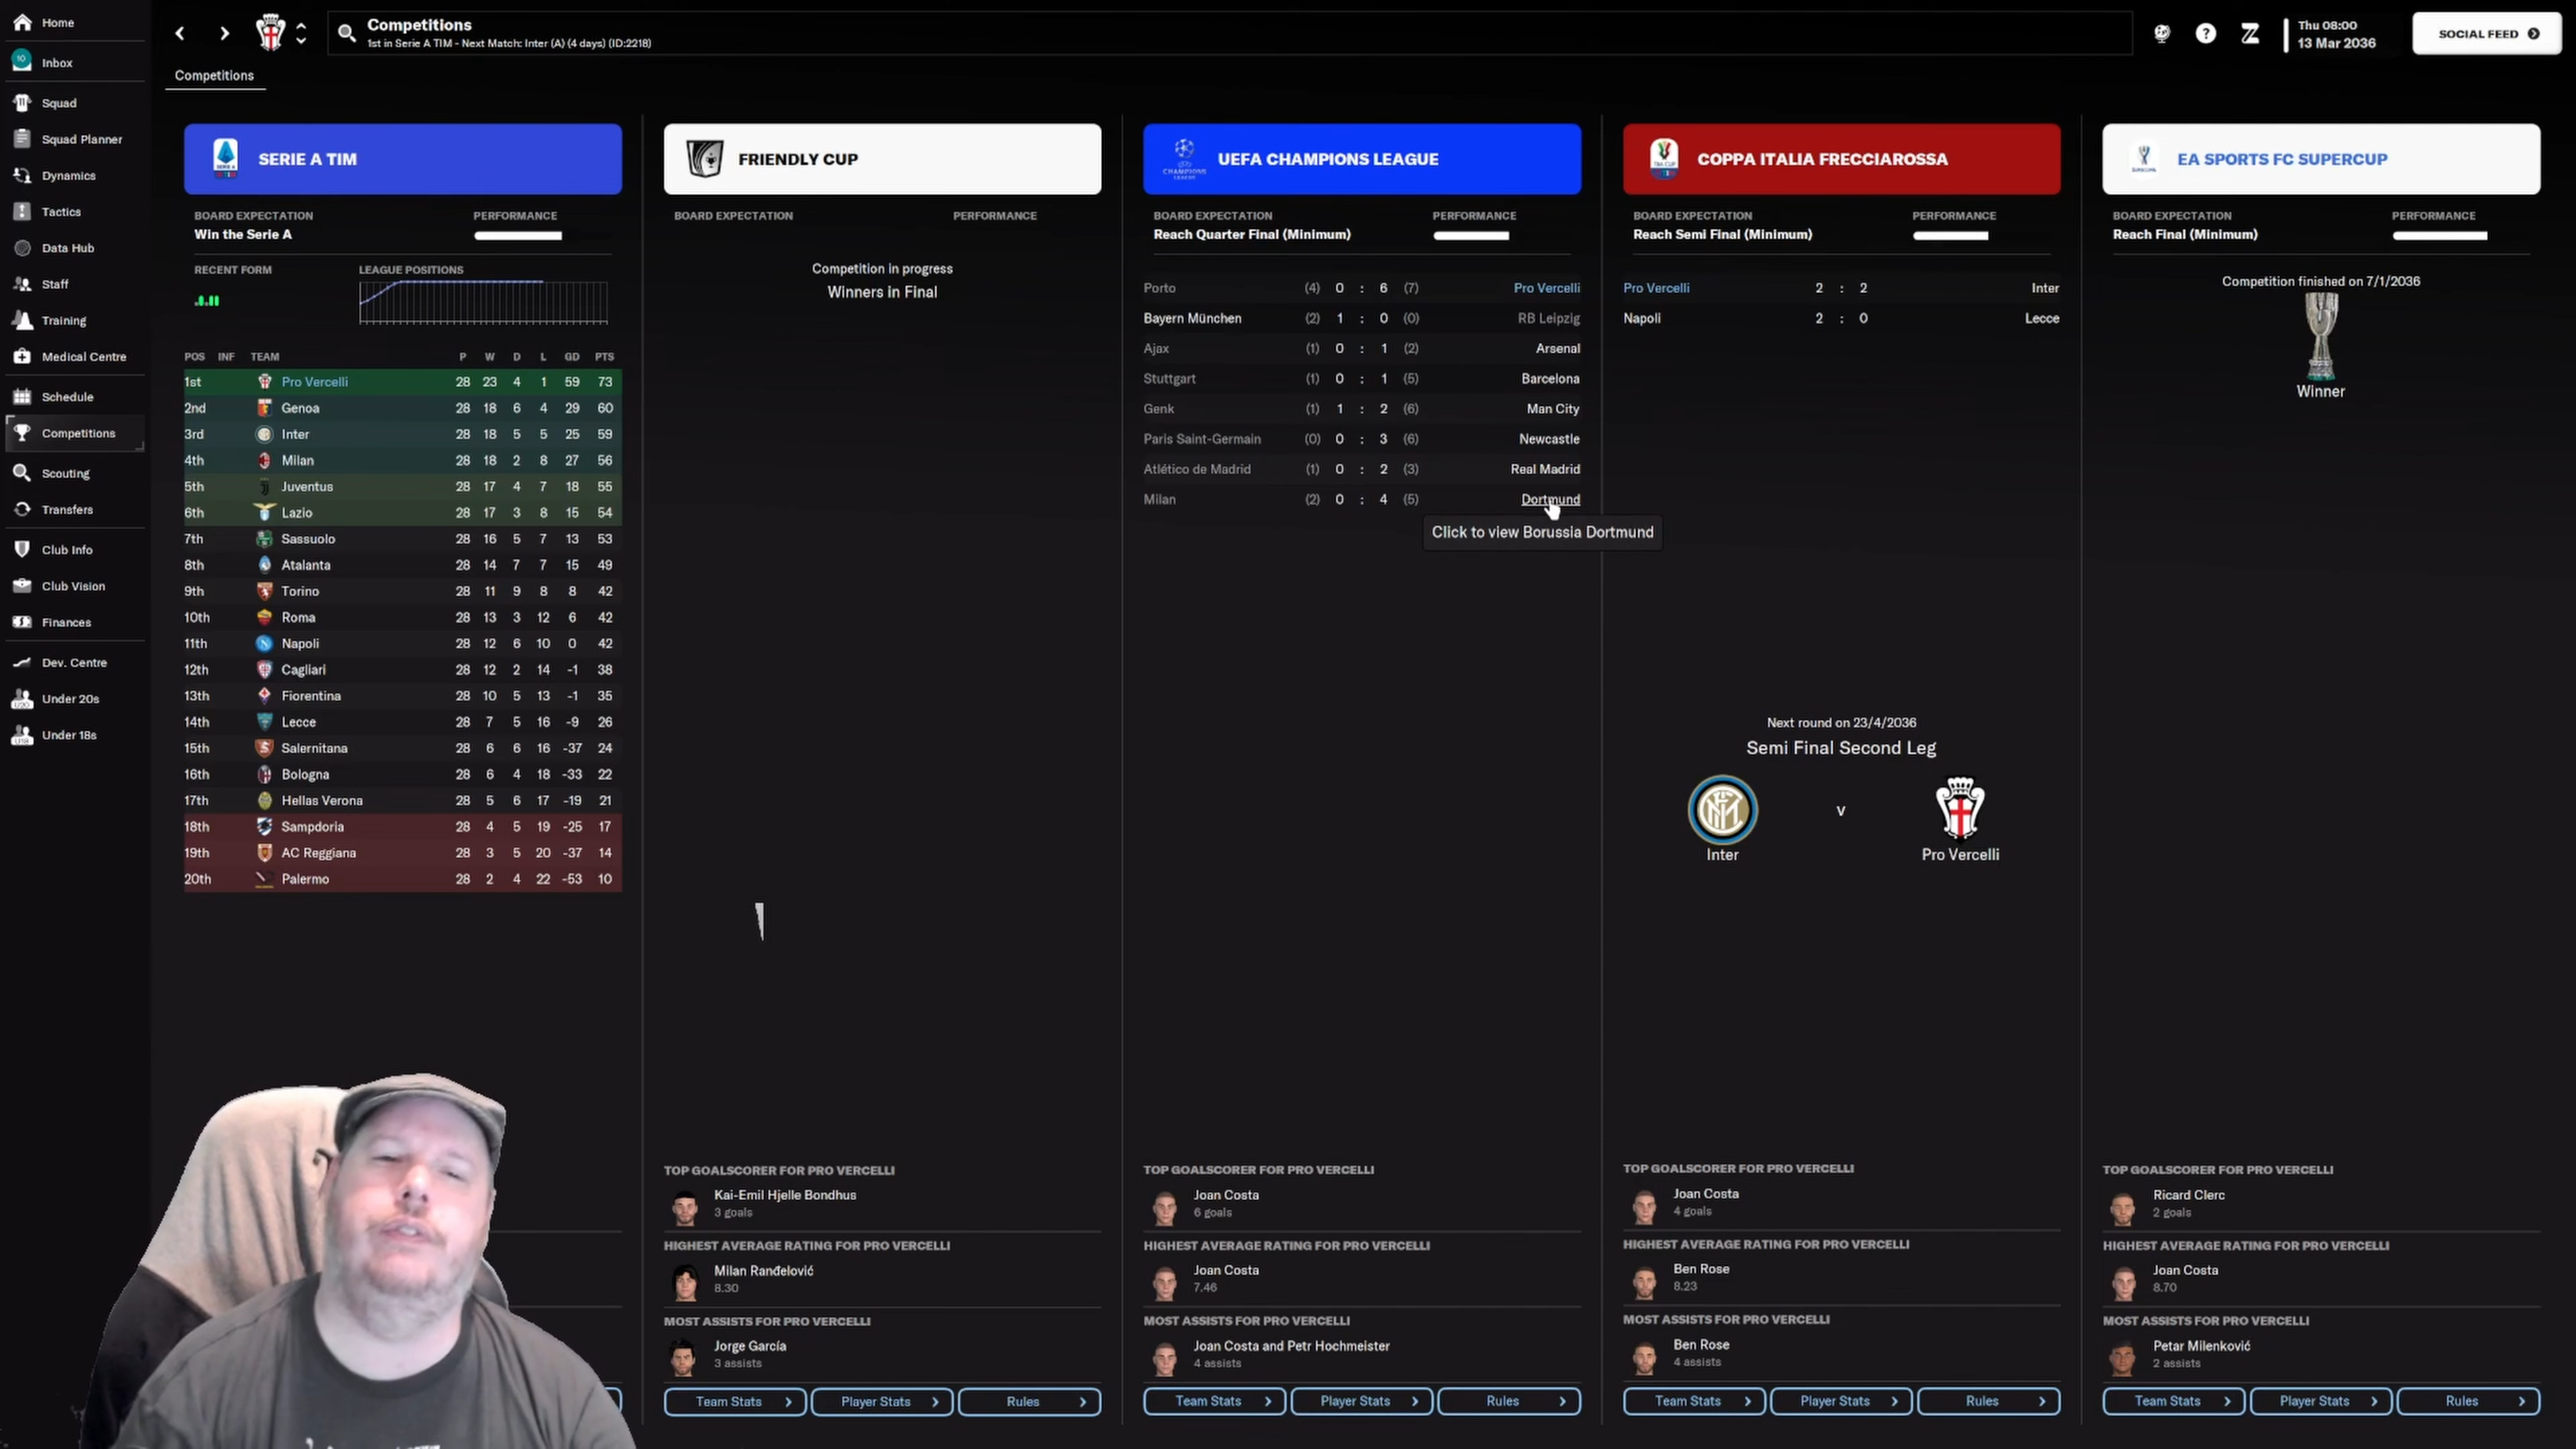 Home
Inbox
10
Squad
Squad Planner
Dynamics
Tactics
Data Hub
Staff
Training
Medical Centre
Schedule
Competitions
Scouting
Transfers
Club Info
Club Vision
Finances
Dev. Centre
Under 20s
Under 18s
Competitions
1st in Serie A TIM - Next Match: Inter (A) (4 days) (ID:2218)
Thu 08:00
13 Mar 2036
SOCIAL FEED
Competitions
SERIE A TIM
BOARD EXPECTATION PERFORMANCE
Win the Serie A
RECENT FORM LEAGUE POSITIONS
POS INF TEAM P W D L GD PTS
1st Pro Vercelli 28 23 4 1 59 73
2nd Genoa 28 18 6 4 29 60
3rd Inter 28 18 5 5 25 59
4th Milan 28 18 2 8 27 56
5th Juventus 28 17 4 7 18 55
6th Lazio 28 17 3 8 15 54
7th Sassuolo 28 16 5 7 13 53
8th Atalanta 28 14 7 7 15 49
9th Torino 28 11 9 8 8 42
10th Roma 28 13 3 12 6 42
11th Napoli 28 12 6 10 0 42
12th Cagliari 28 12 2 14 -1 38
13th Fiorentina 28 10 5 13 -1 35
14th Lecce 28 7 5 16 -9 26
15th Salernitana 28 6 6 16 -37 24
16th Bologna 28 6 4 18 -33 22
17th Hellas Verona 28 5 6 17 -19 21
18th Sampdoria 28 4 5 19 -25 17
19th AC Reggiana 28 3 5 20 -37 14
20th Palermo 28 2 4 22 -53 10
FRIENDLY CUP
BOARD EXPECTATION PERFORMANCE
Competition in progress
Winners in Final
TOP GOALSCORER FOR PRO VERCELLI
Kai-Emil Hjelle Bondhus
3 goals
HIGHEST AVERAGE RATING FOR PRO VERCELLI
Milan Ranđelović
8.30
MOST ASSISTS FOR PRO VERCELLI
Jorge García
3 assists
Team Stats Player Stats Rules
UEFA CHAMPIONS LEAGUE
BOARD EXPECTATION PERFORMANCE
Reach Quarter Final (Minimum)
Porto (4) 0 : 6 (7) Pro Vercelli
Bayern München (2) 1 : 0 (0) RB Leipzig
Ajax (1) 0 : 1 (2) Arsenal
Stuttgart (1) 0 : 1 (5) Barcelona
Genk (1) 1 : 2 (6) Man City
Paris Saint-Germain (0) 0 : 3 (6) Newcastle
Atlético de Madrid (1) 0 : 2 (3) Real Madrid
Milan (2) 0 : 4 (5) Dortmund
Click to view Borussia Dortmund
TOP GOALSCORER FOR PRO VERCELLI
Joan Costa
6 goals
HIGHEST AVERAGE RATING FOR PRO VERCELLI
Joan Costa
7.46
MOST ASSISTS FOR PRO VERCELLI
Joan Costa and Petr Hochmeister
4 assists
Team Stats Player Stats Rules
COPPA ITALIA FRECCIAROSSA
BOARD EXPECTATION PERFORMANCE
Reach Semi Final (Minimum)
Pro Vercelli 2 : 2 Inter
Napoli 2 : 0 Lecce
Next round on 23/4/2036
Semi Final Second Leg
v
Inter Pro Vercelli
TOP GOALSCORER FOR PRO VERCELLI
Joan Costa
4 goals
HIGHEST AVERAGE RATING FOR PRO VERCELLI
Ben Rose
8.23
MOST ASSISTS FOR PRO VERCELLI
Ben Rose
4 assists
Team Stats Player Stats Rules
EA SPORTS FC SUPERCUP
BOARD EXPECTATION PERFORMANCE
Reach Final (Minimum)
Competition finished on 7/1/2036
Winner
TOP GOALSCORER FOR PRO VERCELLI
Ricard Clerc
2 goals
HIGHEST AVERAGE RATING FOR PRO VERCELLI
Joan Costa
8.70
MOST ASSISTS FOR PRO VERCELLI
Petar Milenković
2 assists
Team Stats Player Stats Rules